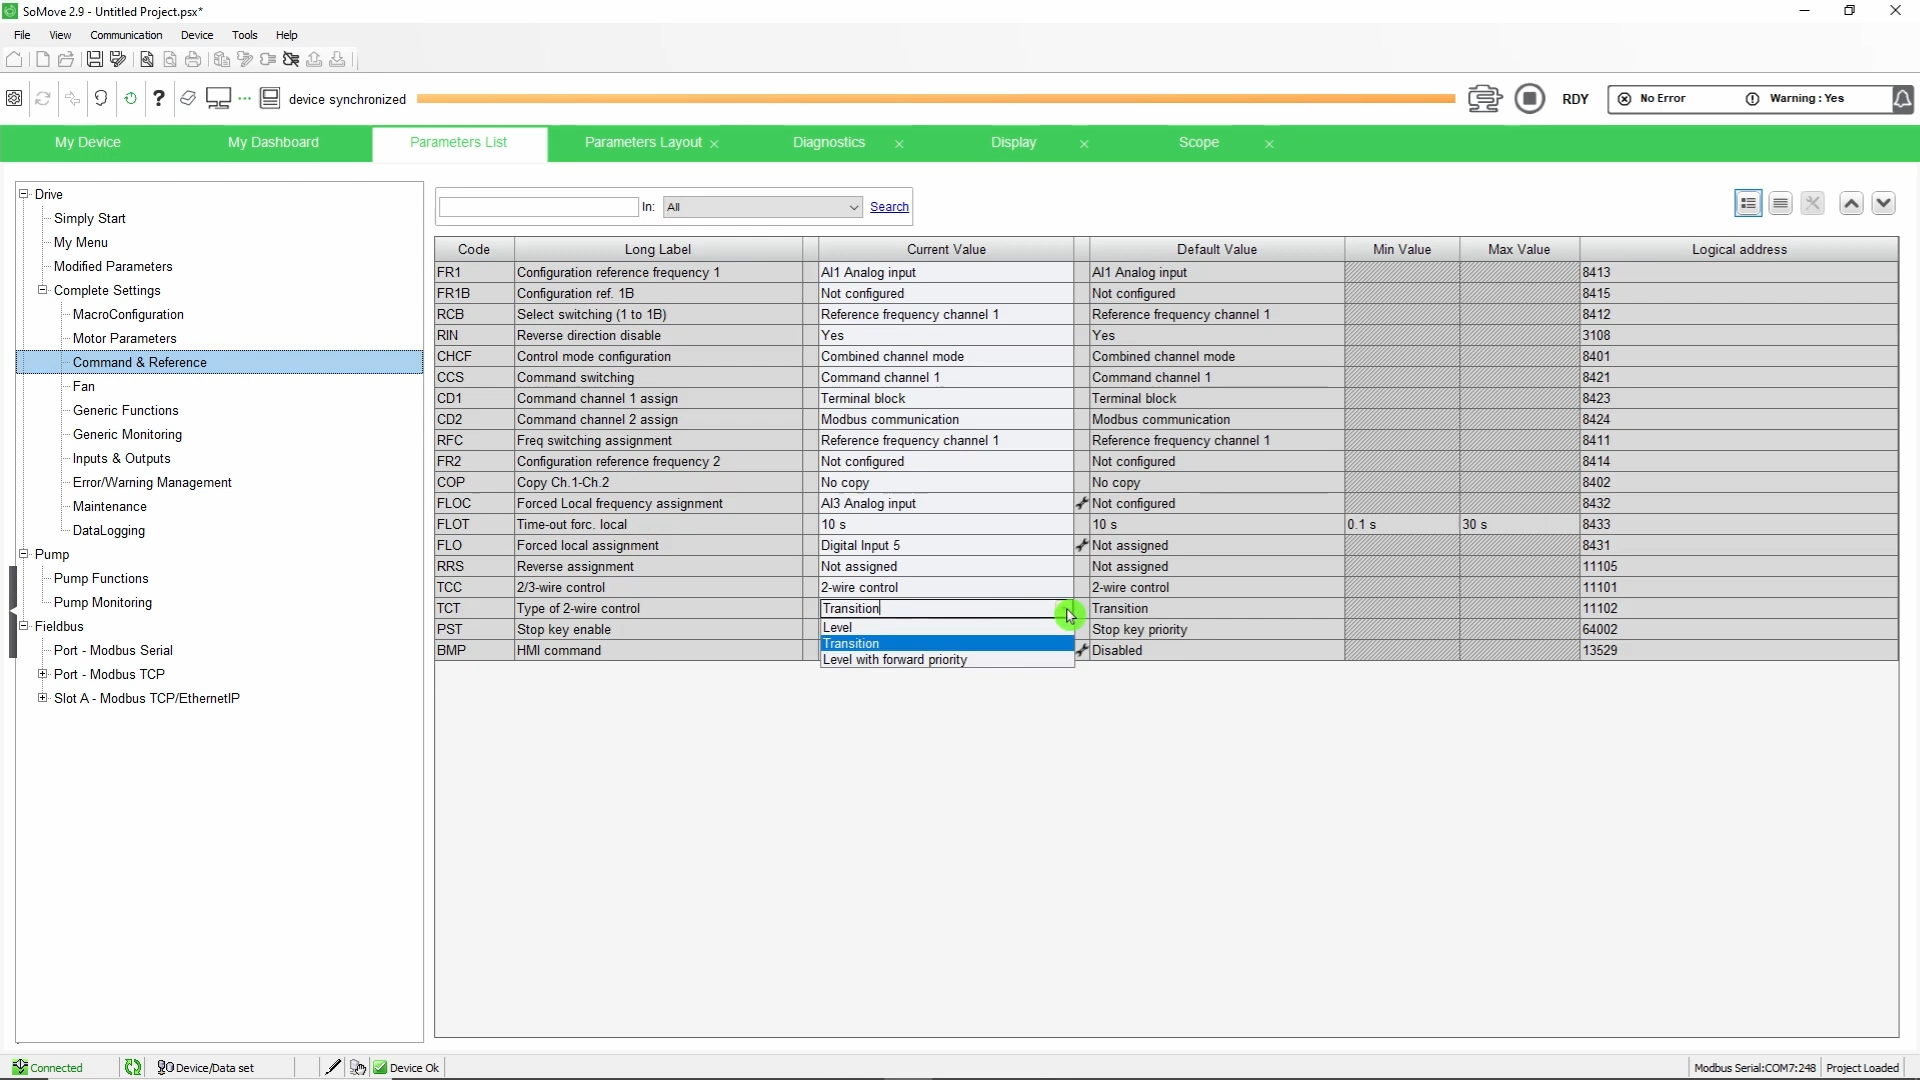 SoMove 2.9 - Untitled Project.psx*
File View Communication Device Tools Help
device synchronized RDY No Error Warning : Yes
My Device My Dashboard Parameters List Parameters Layout Diagnostics Display Scope
Drive
Simply Start
My Menu
Modified Parameters
Complete Settings
MacroConfiguration
Motor Parameters
Command & Reference
Fan
Generic Functions
Generic Monitoring
Inputs & Outputs
Error/Warning Management
Maintenance
DataLogging
Pump
Pump Functions
Pump Monitoring
Fieldbus
Port - Modbus Serial
Port - Modbus TCP
Slot A - Modbus TCP/EthernetIP
In: All Search
Code Long Label Current Value Default Value Min Value Max Value Logical address
FR1 Configuration reference frequency 1 AI1 Analog input AI1 Analog input 8413
FR1B Configuration ref. 1B Not configured Not configured 8415
RCB Select switching (1 to 1B) Reference frequency channel 1 Reference frequency channel 1 8412
RIN Reverse direction disable Yes Yes 3108
CHCF Control mode configuration Combined channel mode Combined channel mode 8401
CCS Command switching Command channel 1 Command channel 1 8421
CD1 Command channel 1 assign Terminal block Terminal block 8423
CD2 Command channel 2 assign Modbus communication Modbus communication 8424
RFC Freq switching assignment Reference frequency channel 1 Reference frequency channel 1 8411
FR2 Configuration reference frequency 2 Not configured Not configured 8414
COP Copy Ch.1-Ch.2 No copy No copy 8402
FLOC Forced Local frequency assignment AI3 Analog input Not configured 8432
FLOT Time-out forc. local 10 s 10 s 0.1 s 30 s 8433
FLO Forced local assignment Digital Input 5 Not assigned 8431
RRS Reverse assignment Not assigned Not assigned 11105
TCC 2/3-wire control 2-wire control 2-wire control 11101
TCT Type of 2-wire control Transition Transition 11102
PST Stop key enable Level Stop key priority 64002
Transition
BMP HMI command Disabled 13529
Level with forward priority
Connected Device/Data set Device Ok Modbus Serial:COM7:248 Project Loaded